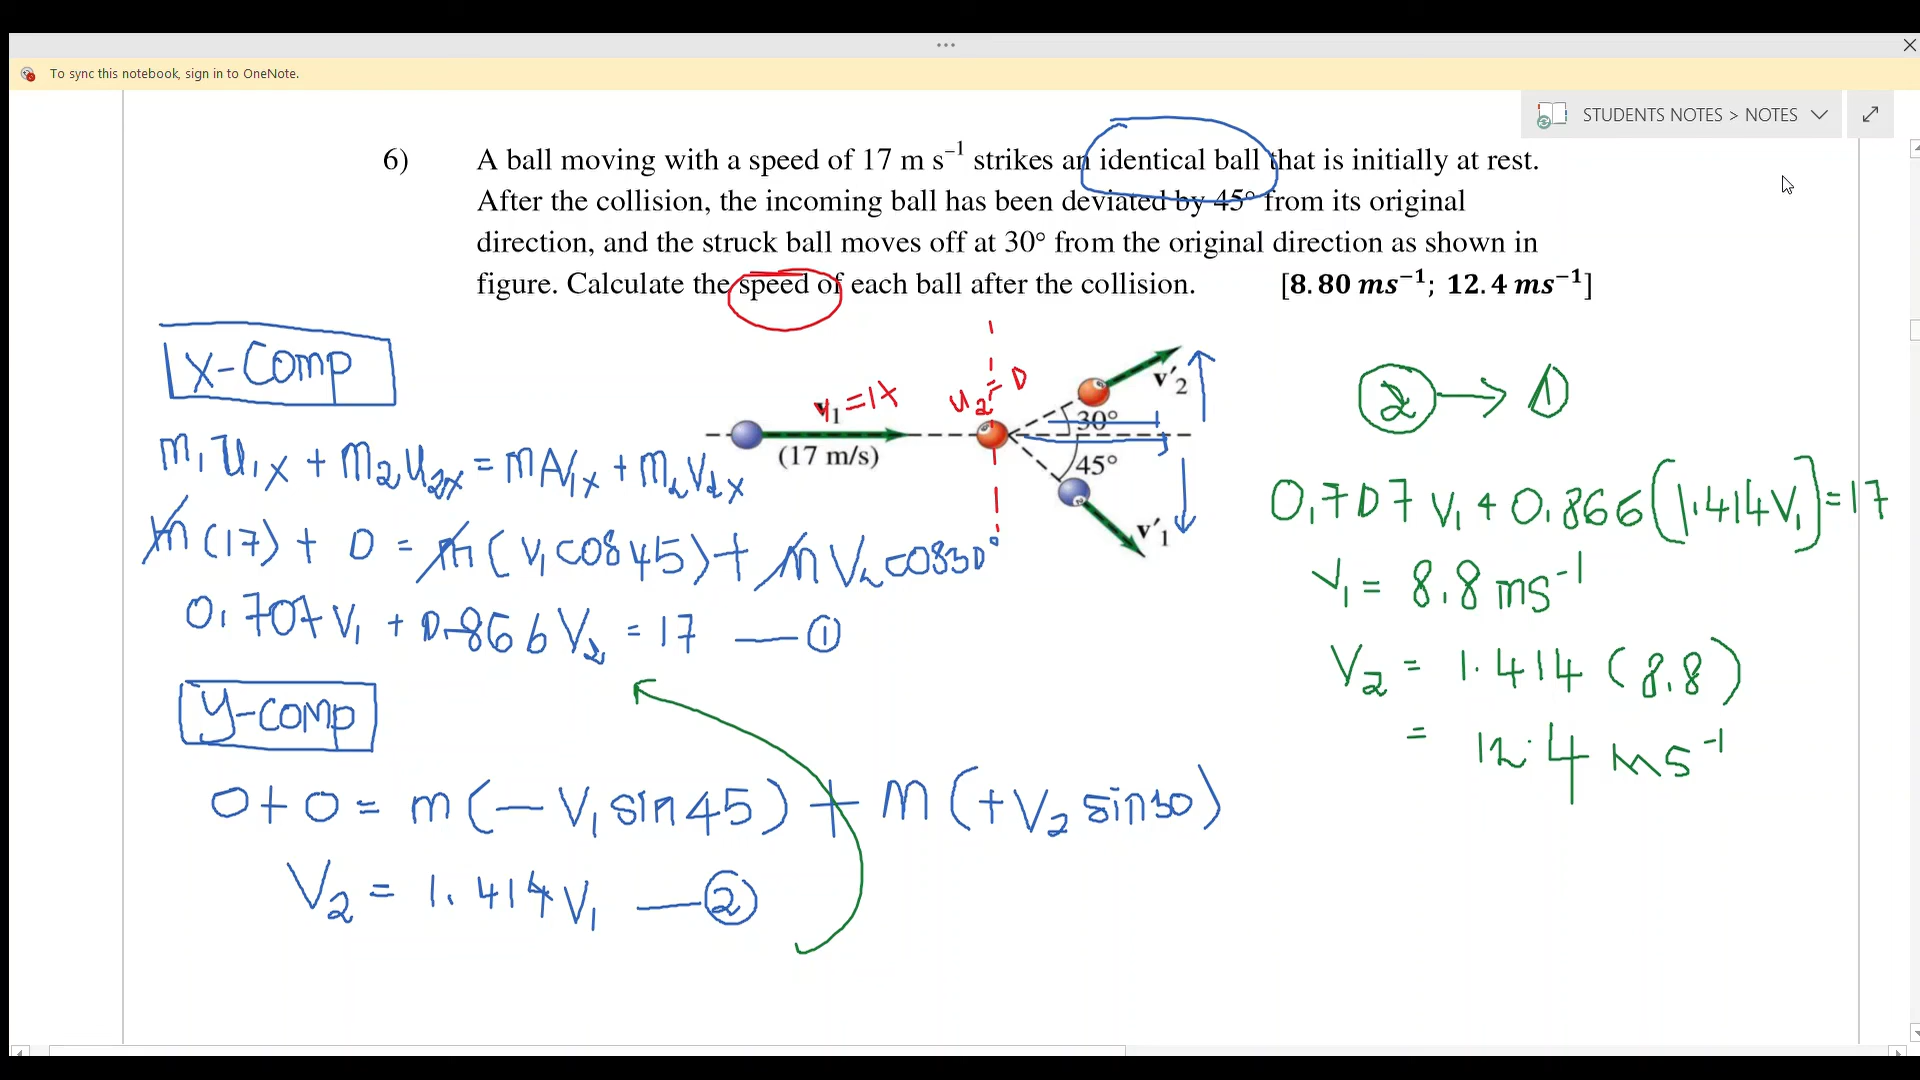 To sync this notebook, sign in to OneNote.
STUDENTS NOTES > NOTES
6) A ball moving with a speed of 17 m s⁻¹ strikes an identical ball that is initially at rest.
After the collision, the incoming ball has been deviated by 45° from its original
direction, and the struck ball moves off at 30° from the original direction as shown in
figure. Calculate the speed of each ball after the collision. [8.80 ms⁻¹; 12.4 ms⁻¹]
x-comp
v₁ = 17
(17 m/s)
u₂ = 0
v′₂
30°
45°
v′₁
m₁u₁x + m₂u₂x = m₁v₁x + m₂v₂x
m(17) + 0 = m(v₁cos45) + mv₂cos30°
0.707v₁ + 0.866v₂ = 17 — ①
y-comp
0 + 0 = m(-v₁sin45) + m(+v₂sin30)
v₂ = 1.414v₁ — ②
② → 1
0.707v₁ + 0.866(1.414v₁) = 17
v₁ = 8.8 ms⁻¹
v₂ = 1.414(8.8)
= 12.4 ms⁻¹